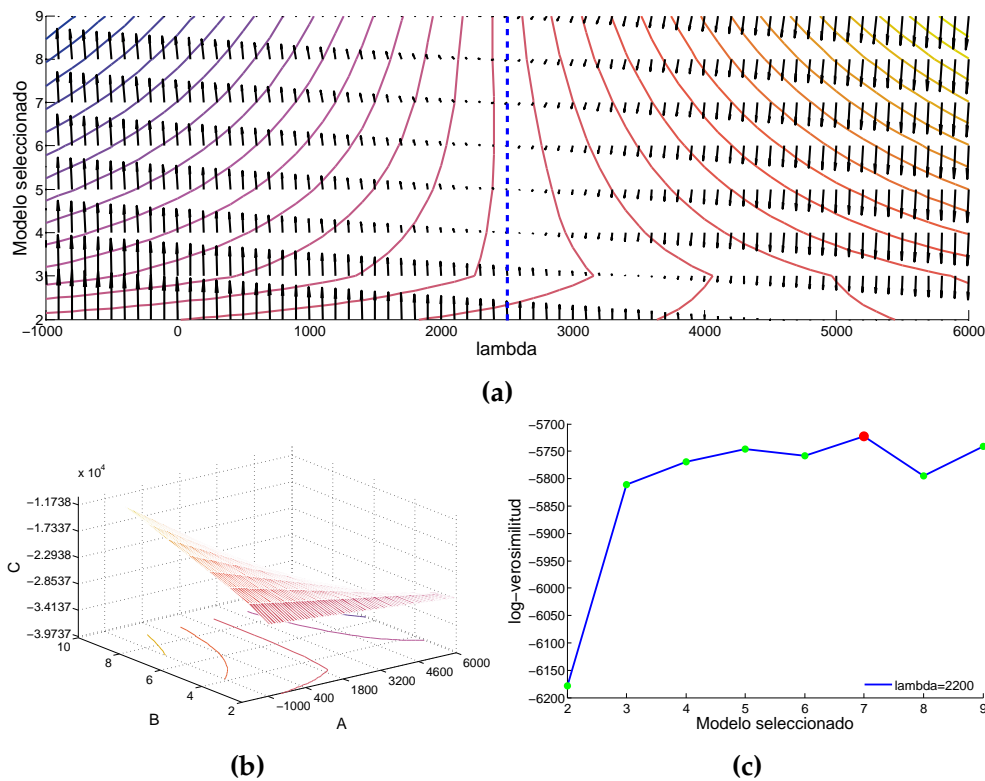 9
8
7
6
5
4
3
2
Modelo seleccionado
−1000 0 1000 2000 3000 4000 5000 6000
lambda
(a)
x 10^4
−1.1738
−1.7337
−2.2938
−2.8537
−3.4137
−3.9737
C
10
8
6
4
2
B
−1000
400
1800
3200
4600
6000
A
(b)
−5700
−5750
−5800
−5850
−5900
−5950
−6000
−6050
−6100
−6150
−6200
log−verosimilitud
lambda=2200
2 3 4 5 6 7 8 9
Modelo seleccionado
(c)